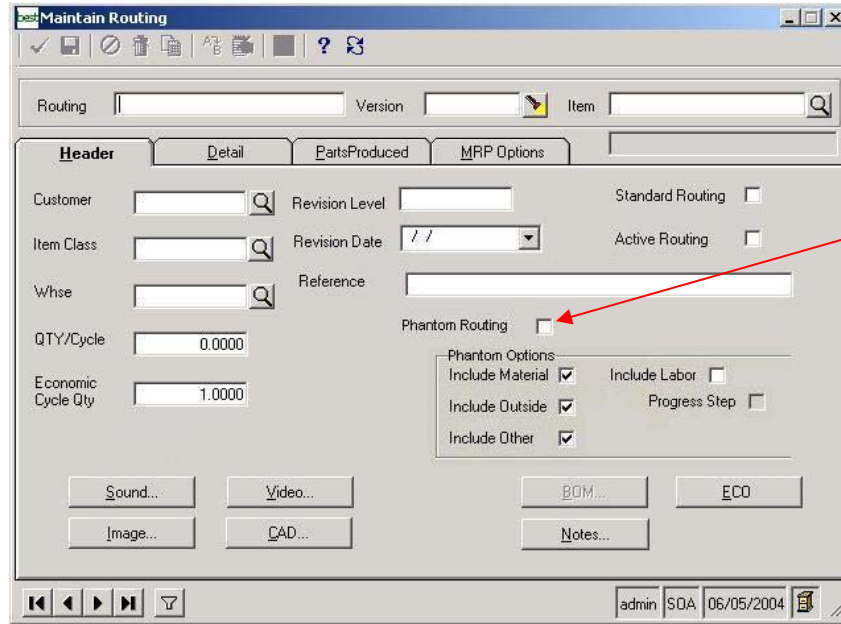 best Maintain Routing
?
Routing Version Item
Header Detail PartsProduced MRP Options
Customer Revision Level Standard Routing
Item Class Revision Date / / Active Routing
Whse Reference
Phantom Routing
QTY/Cycle 0.0000
Phantom Options
Include Material Include Labor
Economic
Cycle Qty 1.0000
Include Outside Progress Step
Include Other
Sound... Video... BOM... ECO
Image... CAD... Notes...
admin SOA 06/05/2004